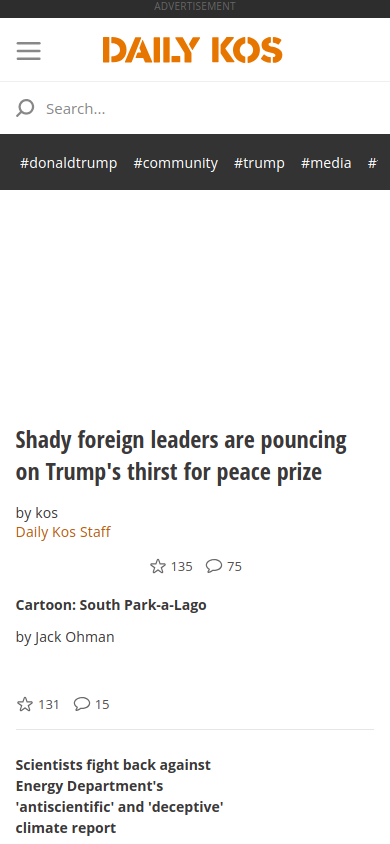 ADVERTISEMENT
DAILY KOS
Search...
#donaldtrump #community #trump #media #
Shady foreign leaders are pouncing
on Trump's thirst for peace prize
by kos
Daily Kos Staff
135 75
Cartoon: South Park-a-Lago
by Jack Ohman
131 15
Scientists fight back against
Energy Department's
'antiscientific' and 'deceptive'
climate report